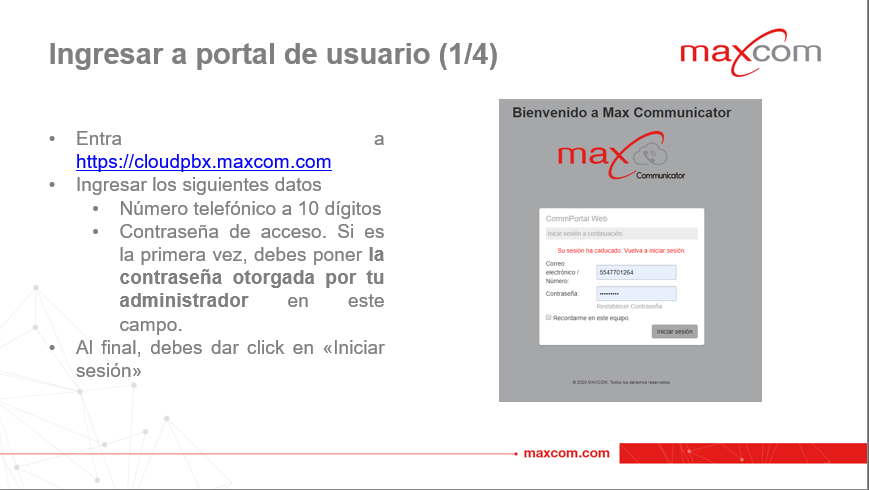 Ingresar a portal de usuario (1/4)
maxcom
• Entra a
https://cloudpbx.maxcom.com
• Ingresar los siguientes datos
• Número telefónico a 10 dígitos
• Contraseña de acceso. Si es
la primera vez, debes poner la
contraseña otorgada por tu
administrador en este
campo.
• Al final, debes dar click en «Iniciar
sesión»
Bienvenido a Max Communicator
max
Communicator
CommPortal Web
Inicie sesión a continuación.
Su sesión ha caducado. Vuelva a iniciar sesión.
Correo
electrónico /
Número:
5547701264
Contraseña:
•••••••••
Restablecer Contraseña
Recordarme en este equipo.
Iniciar sesión
© 2020 MAXCOM. Todos los derechos reservados.
maxcom.com